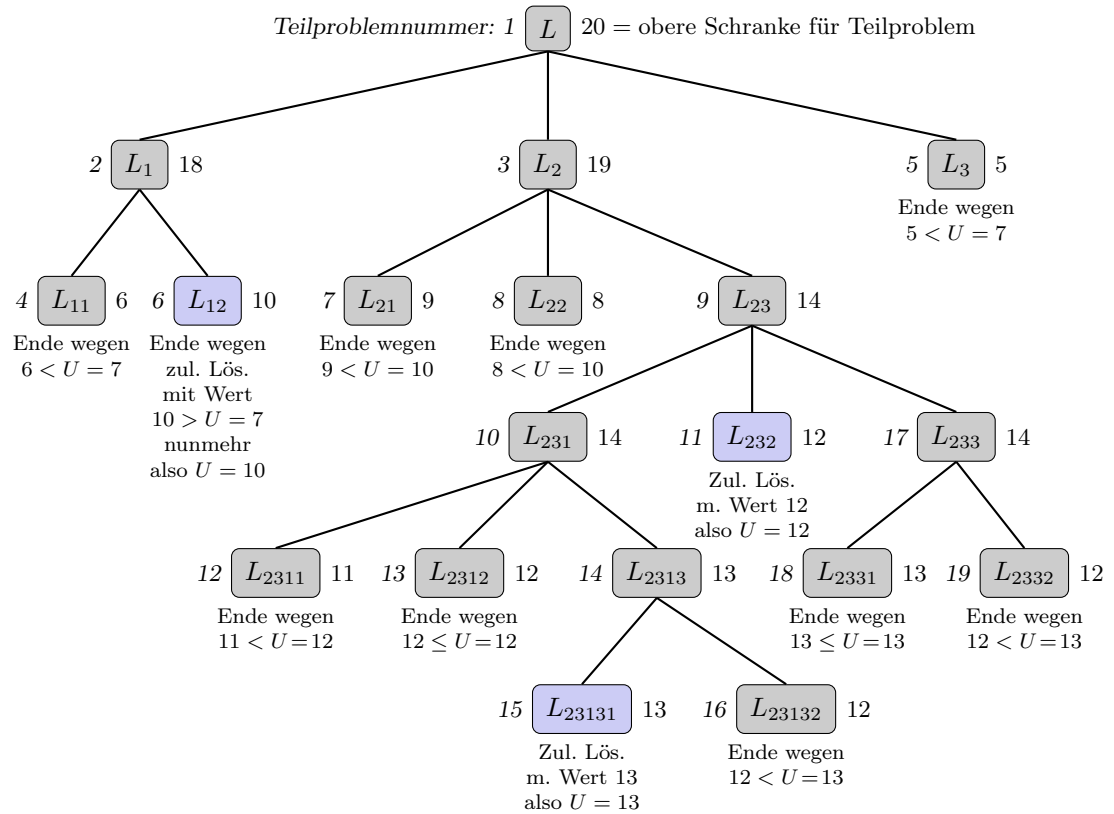 Teilproblemnummer: 1 L 20 = obere Schranke für Teilproblem
2 L₁ 18
3 L₂ 19
5 L₃ 5
Ende wegen
5 < U = 7
4 L₁₁ 6
Ende wegen
6 < U = 7
6 L₁₂ 10
Ende wegen
zul. Lös.
mit Wert
10 > U = 7
nunmehr
also U = 10
7 L₂₁ 9
Ende wegen
9 < U = 10
8 L₂₂ 8
Ende wegen
8 < U = 10
9 L₂₃ 14
10 L₂₃₁ 14
11 L₂₃₂ 12
Zul. Lös.
m. Wert 12
also U = 12
17 L₂₃₃ 14
12 L₂₃₁₁ 11
Ende wegen
11 < U = 12
13 L₂₃₁₂ 12
Ende wegen
12 ≤ U = 12
14 L₂₃₁₃ 13
18 L₂₃₃₁ 13
Ende wegen
13 ≤ U = 13
19 L₂₃₃₂ 12
Ende wegen
12 < U = 13
15 L₂₃₁₃₁ 13
Zul. Lös.
m. Wert 13
also U = 13
16 L₂₃₁₃₂ 12
Ende wegen
12 < U = 13